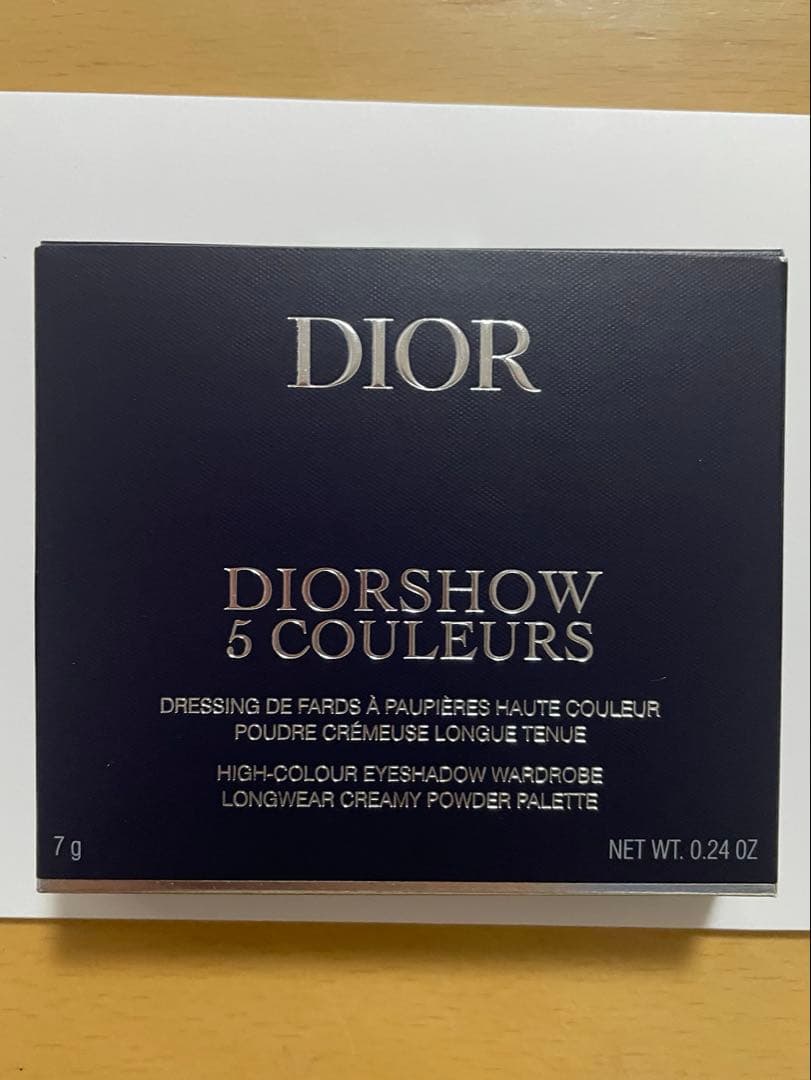 DIOR
DIORSHOW
5 COULEURS
DRESSING DE FARDS À PAUPIÈRES HAUTE COULEUR
POUDRE CRÉMEUSE LONGUE TENUE
HIGH-COLOUR EYESHADOW WARDROBE
LONGWEAR CREAMY POWDER PALETTE
7 g
NET WT. 0.24 OZ